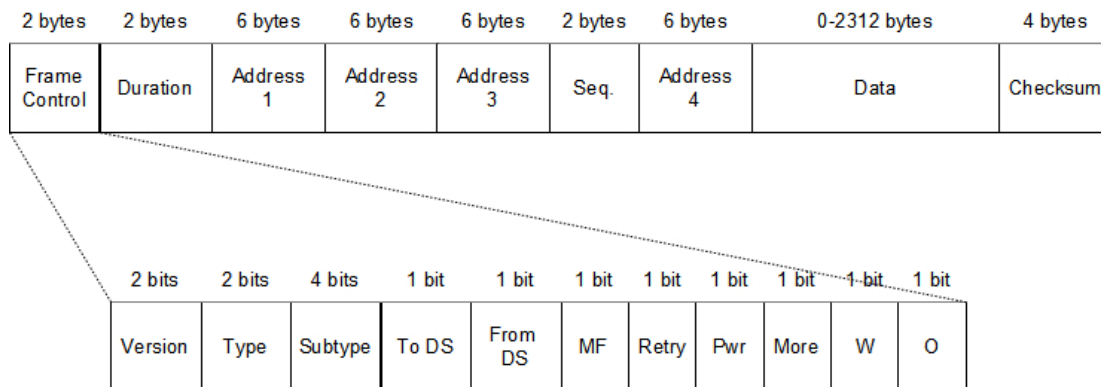 2 bytes 2 bytes 6 bytes 6 bytes 6 bytes 2 bytes 6 bytes 0-2312 bytes 4 bytes
Frame Control Duration Address 1 Address 2 Address 3 Seq. Address 4 Data Checksum
2 bits 2 bits 4 bits 1 bit 1 bit 1 bit 1 bit 1 bit 1 bit 1 bit 1 bit
Version Type Subtype To DS From DS MF Retry Pwr More W O